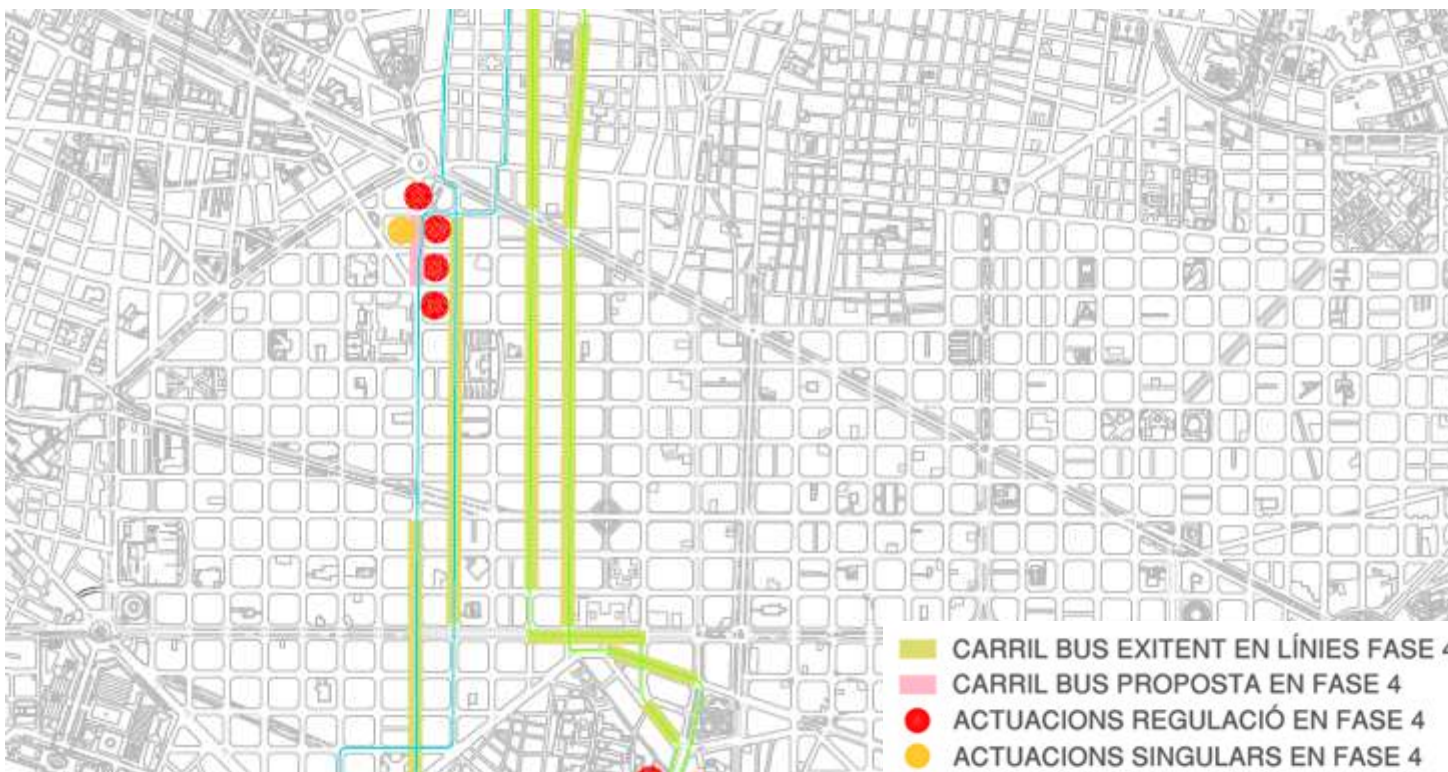 CARRIL BUS EXITENT EN LÍNIES FASE 4
CARRIL BUS PROPOSTA EN FASE 4
ACTUACIONS REGULACIÓ EN FASE 4
ACTUACIONS SINGULARS EN FASE 4